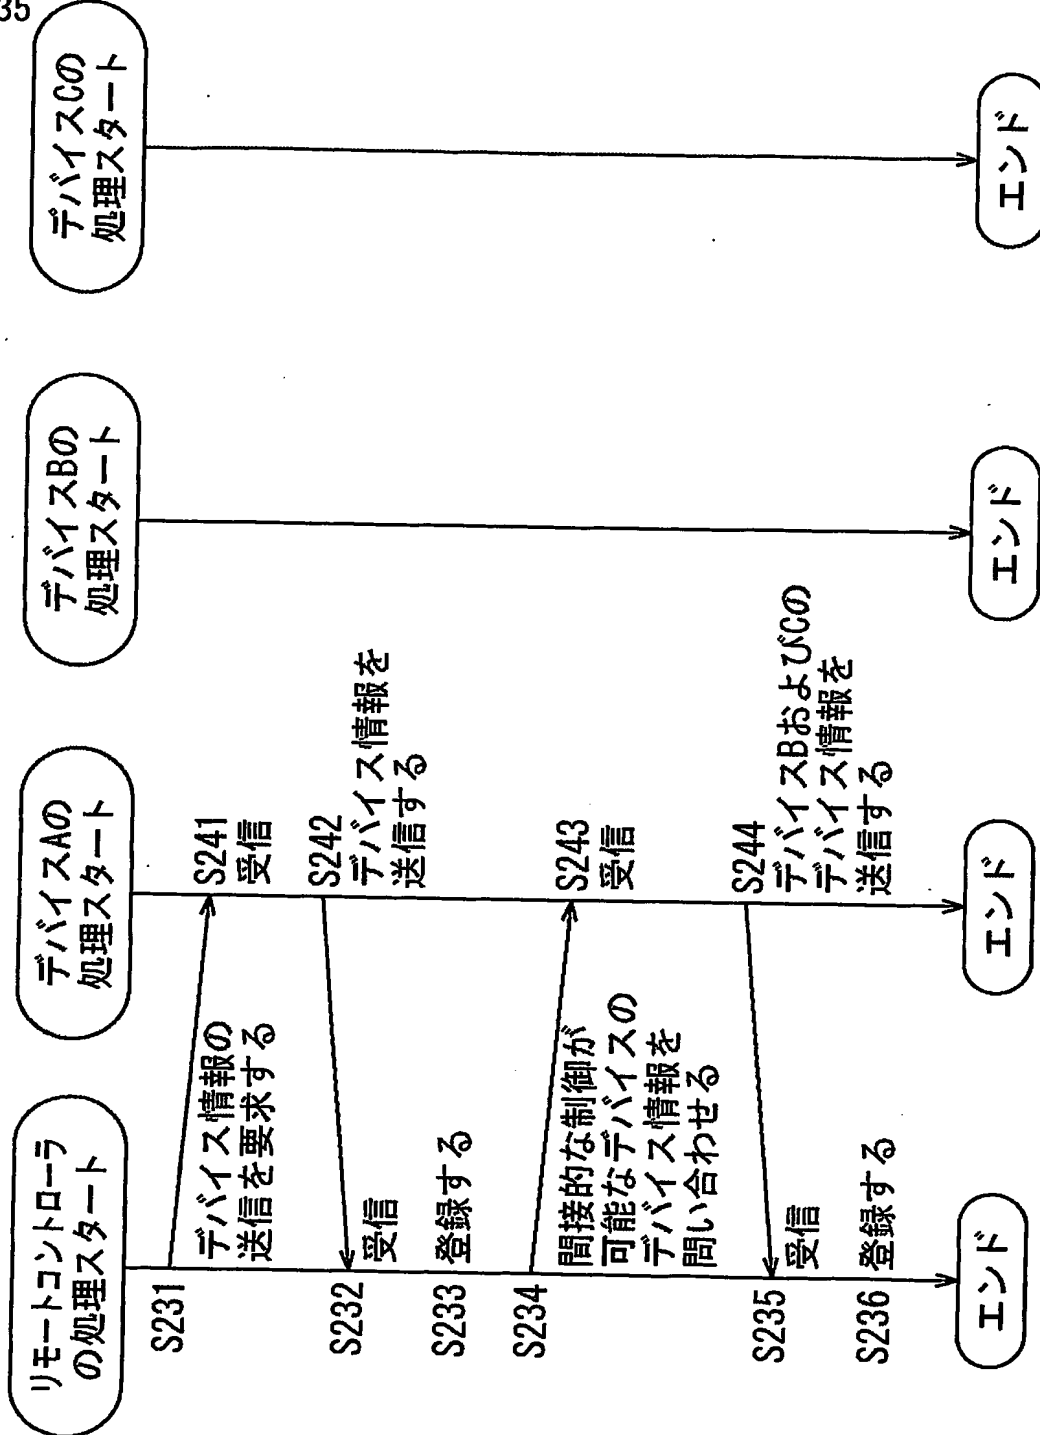 35
リモートコントローラ
の処理スタート
デバイスAの
処理スタート
デバイスBの
処理スタート
デバイスCの
処理スタート
S231
デバイス情報の
送信を要求する
S241
受信
S242
デバイス情報を
送信する
S232
受信
S233
登録する
S234
間接的な制御が
可能なデバイスの
デバイス情報を
問い合わせる
S243
受信
S244
デバイスBおよびCの
デバイス情報を
送信する
S235
受信
S236
登録する
エンド
エンド
エンド
エンド